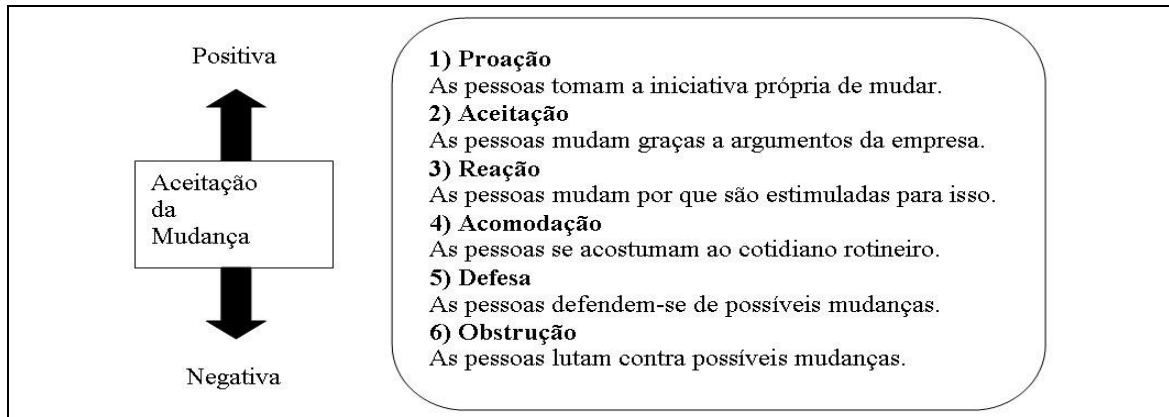 Positiva
Aceitação
da
Mudança
Negativa
1) Proação
As pessoas tomam a iniciativa própria de mudar.
2) Aceitação
As pessoas mudam graças a argumentos da empresa.
3) Reação
As pessoas mudam por que são estimuladas para isso.
4) Acomodação
As pessoas se acostumam ao cotidiano rotineiro.
5) Defesa
As pessoas defendem-se de possíveis mudanças.
6) Obstrução
As pessoas lutam contra possíveis mudanças.